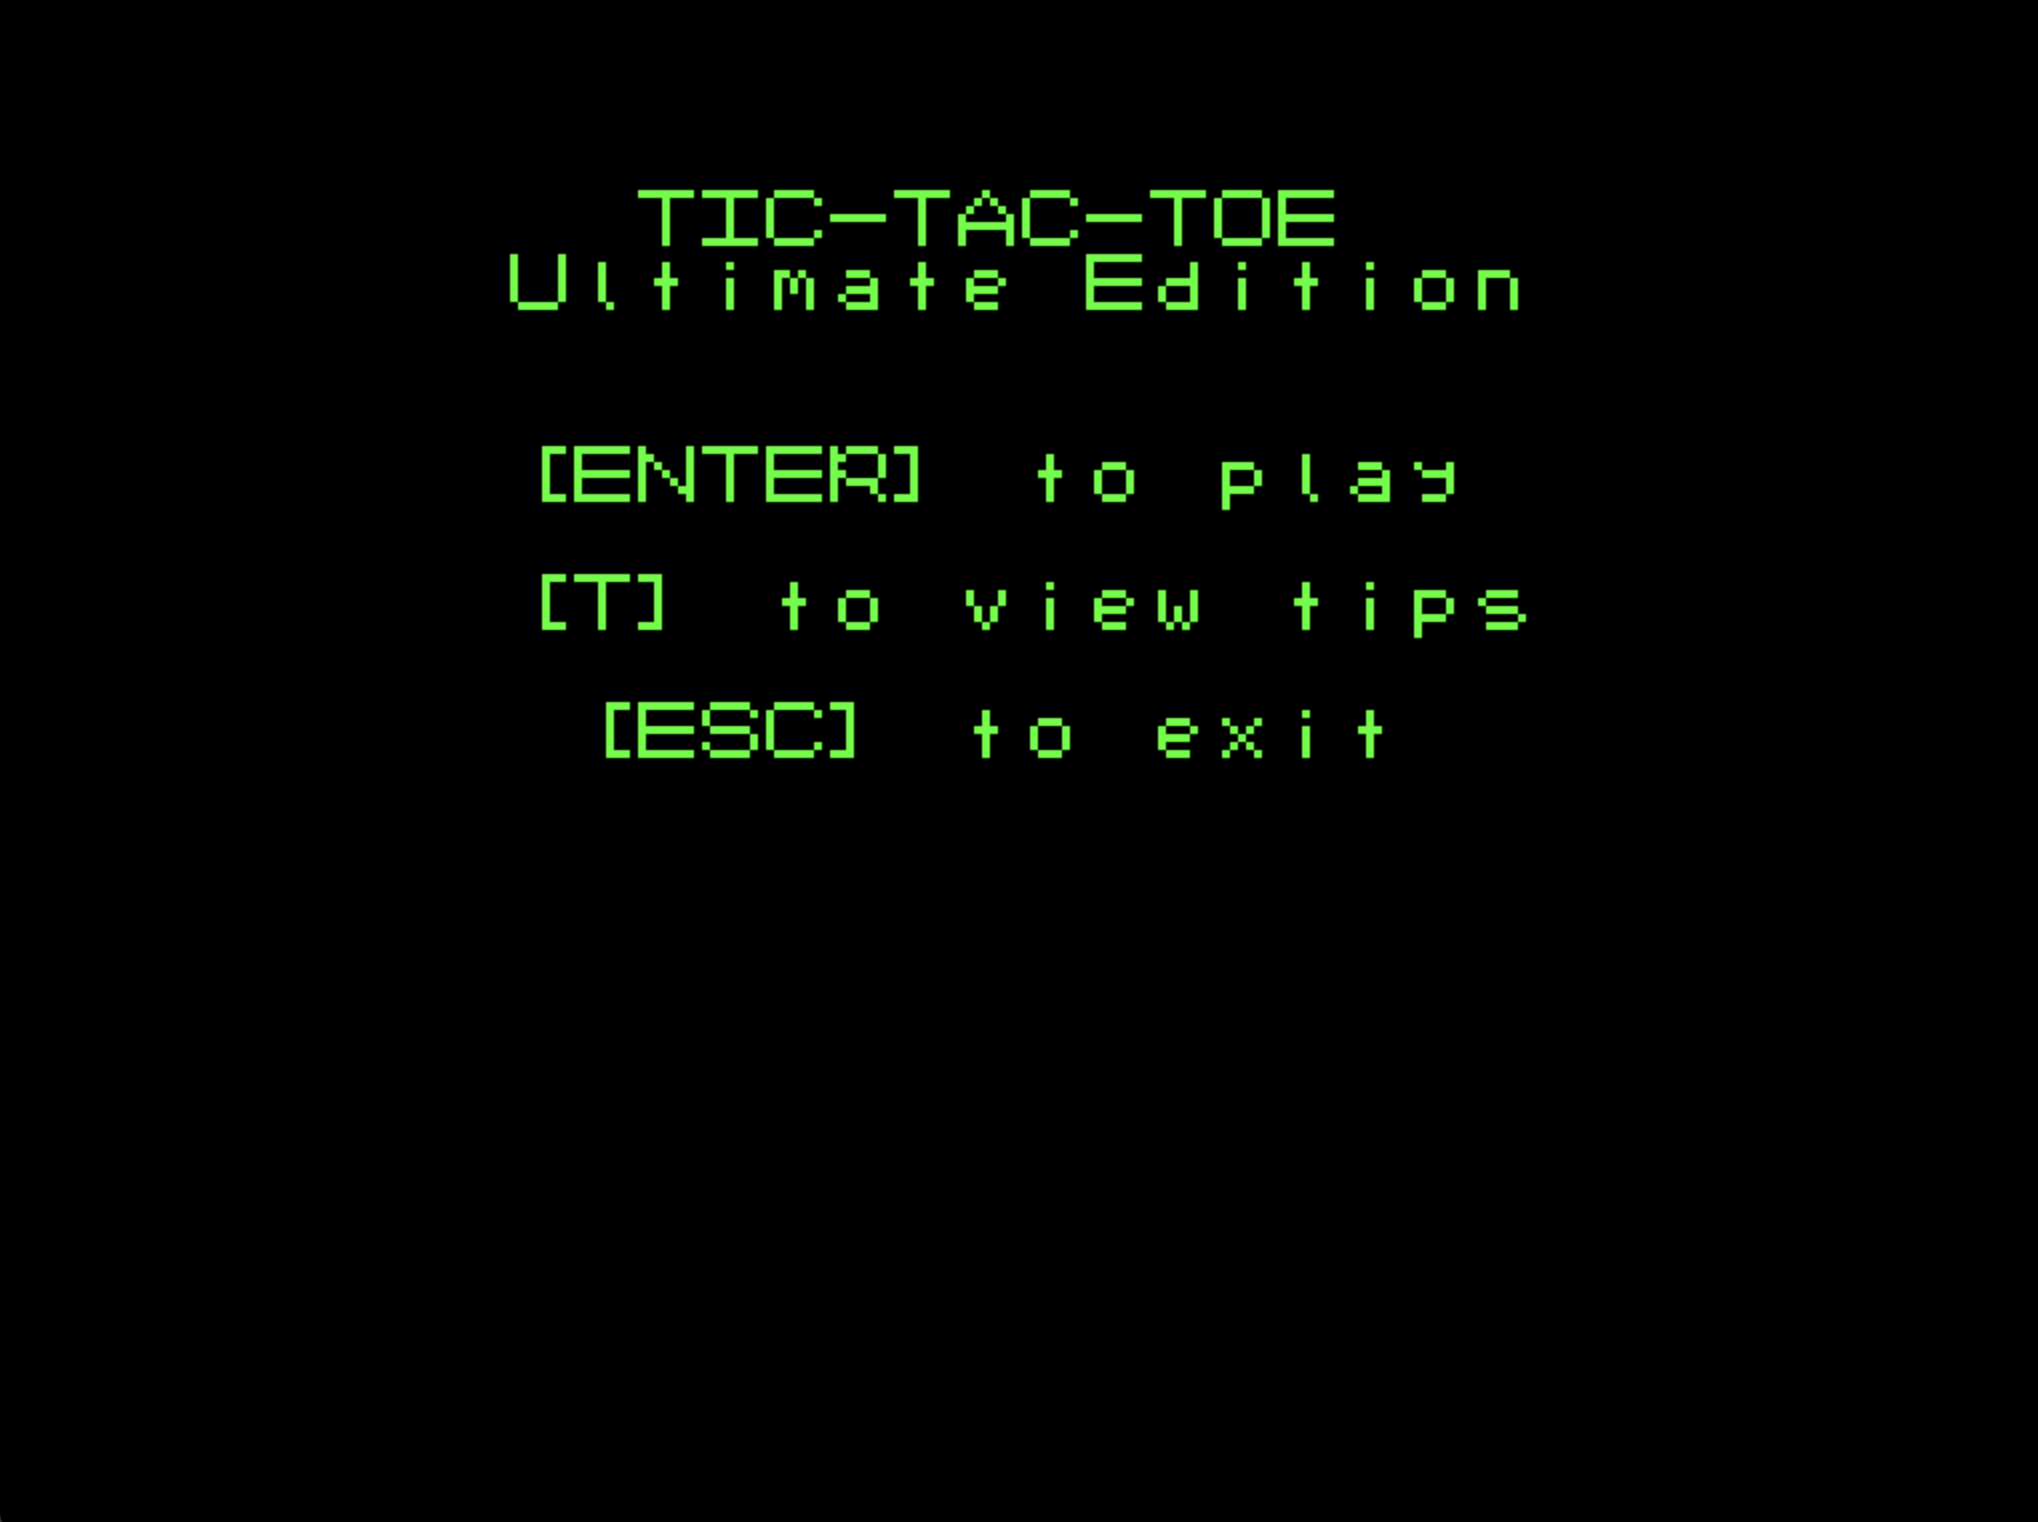 TIC-TAC-TOE
Ultimate Edition
[ENTER] to play
[T] to view tips
[ESC] to exit